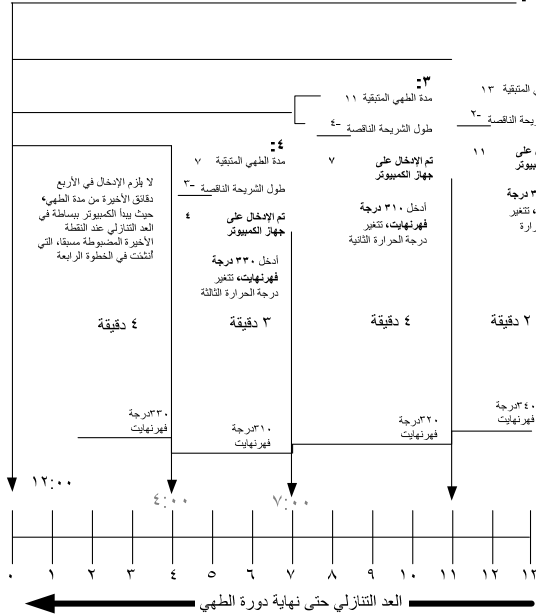 المتبقية ١٣
الناقصة -٢
على ١١
٢ دقيقة
٣٤٠درجة
فهرنهايت
٣:
مدة الطهي المتبقية ١١
طول الشريحة الناقصة -٤
تم الإدخال على ٧
جهاز الكمبيوتر
أدخل ٣١٠ درجة
فهرنهايت، تتغير
درجة الحرارة الثانية
٤ دقيقة
٣٢٠درجة
فهرنهايت
٤:
مدة الطهي المتبقية ٧
طول الشريحة الناقصة -٣
تم الإدخال على ٤
جهاز الكمبيوتر
أدخل ٣٣٠ درجة
فهرنهايت، تتغير
درجة الحرارة الثالثة
٣ دقيقة
٣١٠درجة
فهرنهايت
لا يلزم الإدخال في الأربع
دقائق الأخيرة من مدة الطهي،
حيث يبدأ الكمبيوتر ببساطة في
العد التنازلي عند النقطة
الأخيرة المضبوطة مسبقا، التي
أنشئت في الخطوة الرابعة
٤ دقيقة
٣٣٠درجة
فهرنهايت
١٢:٠٠
٤:٠٠
٧:٠٠
٠ ١ ٢ ٣ ٤ ٥ ٦ ٧ ٨ ٩ ١٠ ١١ ١٢ ١٣
العد التنازلي حتى نهاية دورة الطهي